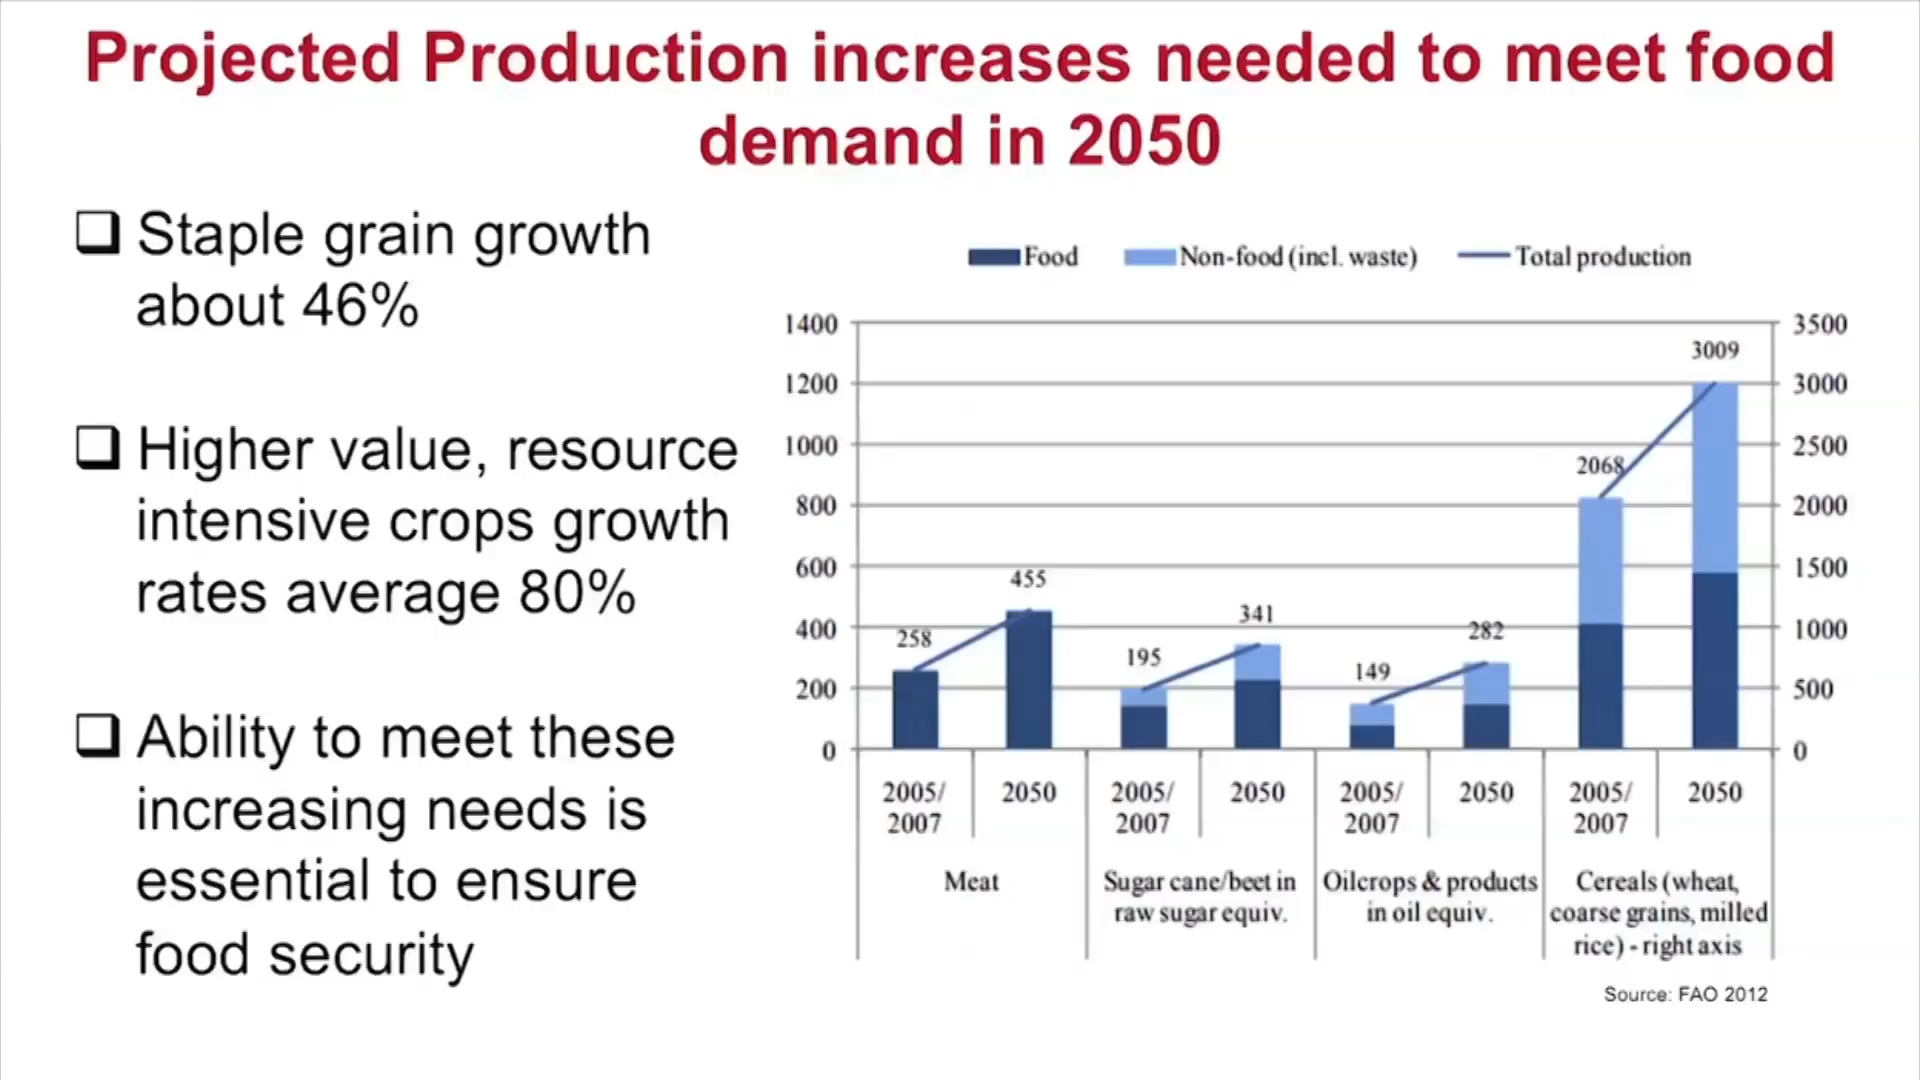 Projected Production increases needed to meet food
demand in 2050
Staple grain growth
about 46%
Higher value, resource
intensive crops growth
rates average 80%
Ability to meet these
increasing needs is
essential to ensure
food security
Food Non-food (incl. waste) Total production
1400 3500
3009
1200 3000
1000 2500
2068
800 2000
600 1500
455
400 1000
341
282
258
195
149
200 500
0 0
2005/ 2050 2005/ 2050 2005/ 2050 2005/ 2050
2007 2007 2007 2007
Meat
Sugar cane/beet in
raw sugar equiv.
Oilcrops & products
in oil equiv.
Cereals (wheat,
coarse grains, milled
rice) - right axis
Source: FAO 2012